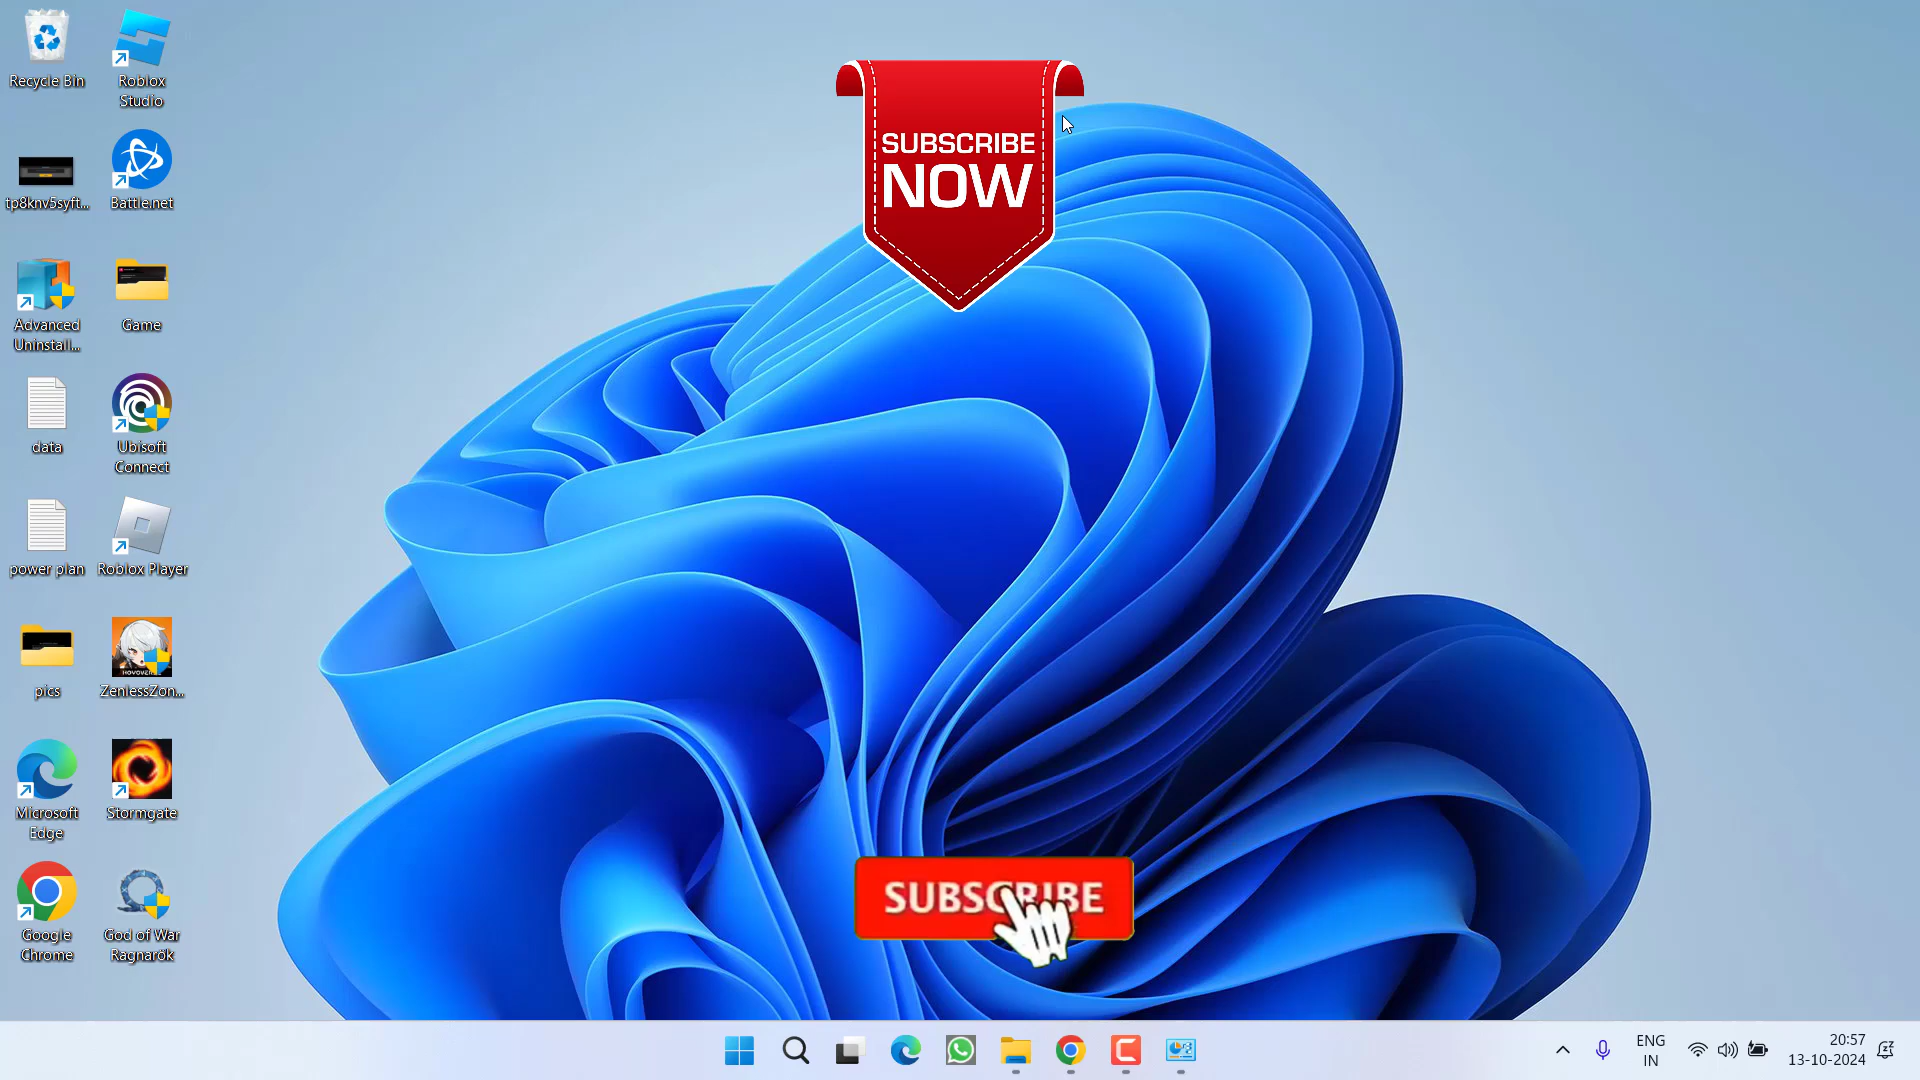 Recycle Bin
Roblox
Studio
tp8knv5syft...
Battle.net
Advanced
Uninstall...
Game
data
Ubisoft
Connect
power plan
Roblox Player
pics
ZenlessZon...
Microsoft
Edge
Stormgate
Google
Chrome
God of War
Ragnarök
SUBSCRIBE
NOW
SUBSCRIBE
ENG
IN
20:57
13-10-2024